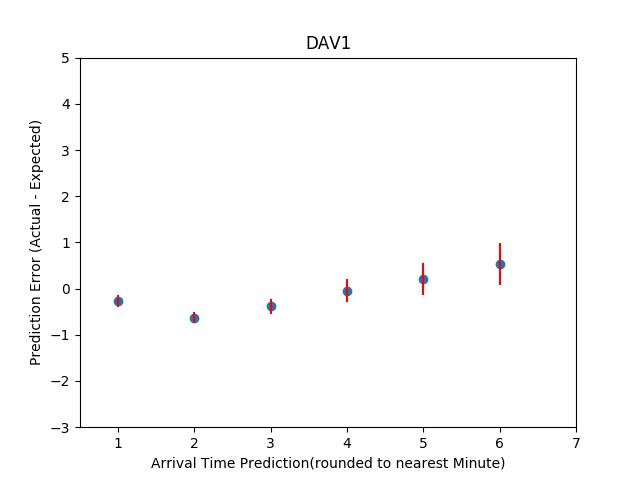 DAV1
Prediction Error (Actual - Expected)
5
4
3
2
1
0
−1
−2
−3
1 2 3 4 5 6 7
Arrival Time Prediction(rounded to nearest Minute)